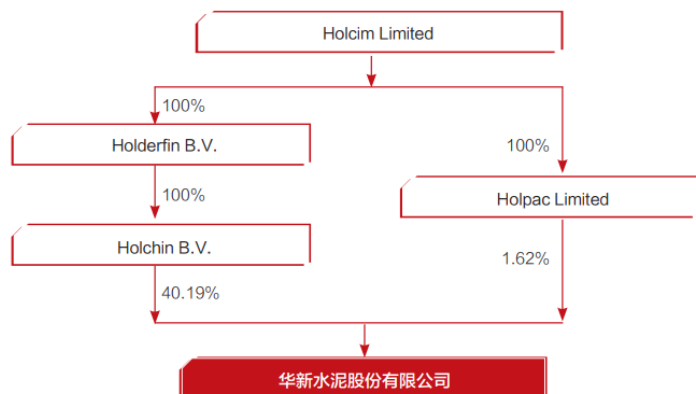 Holcim Limited
100%
100%
Holderfin B.V.
100%
Holpac Limited
Holchin B.V.
1.62%
40.19%
华新水泥股份有限公司